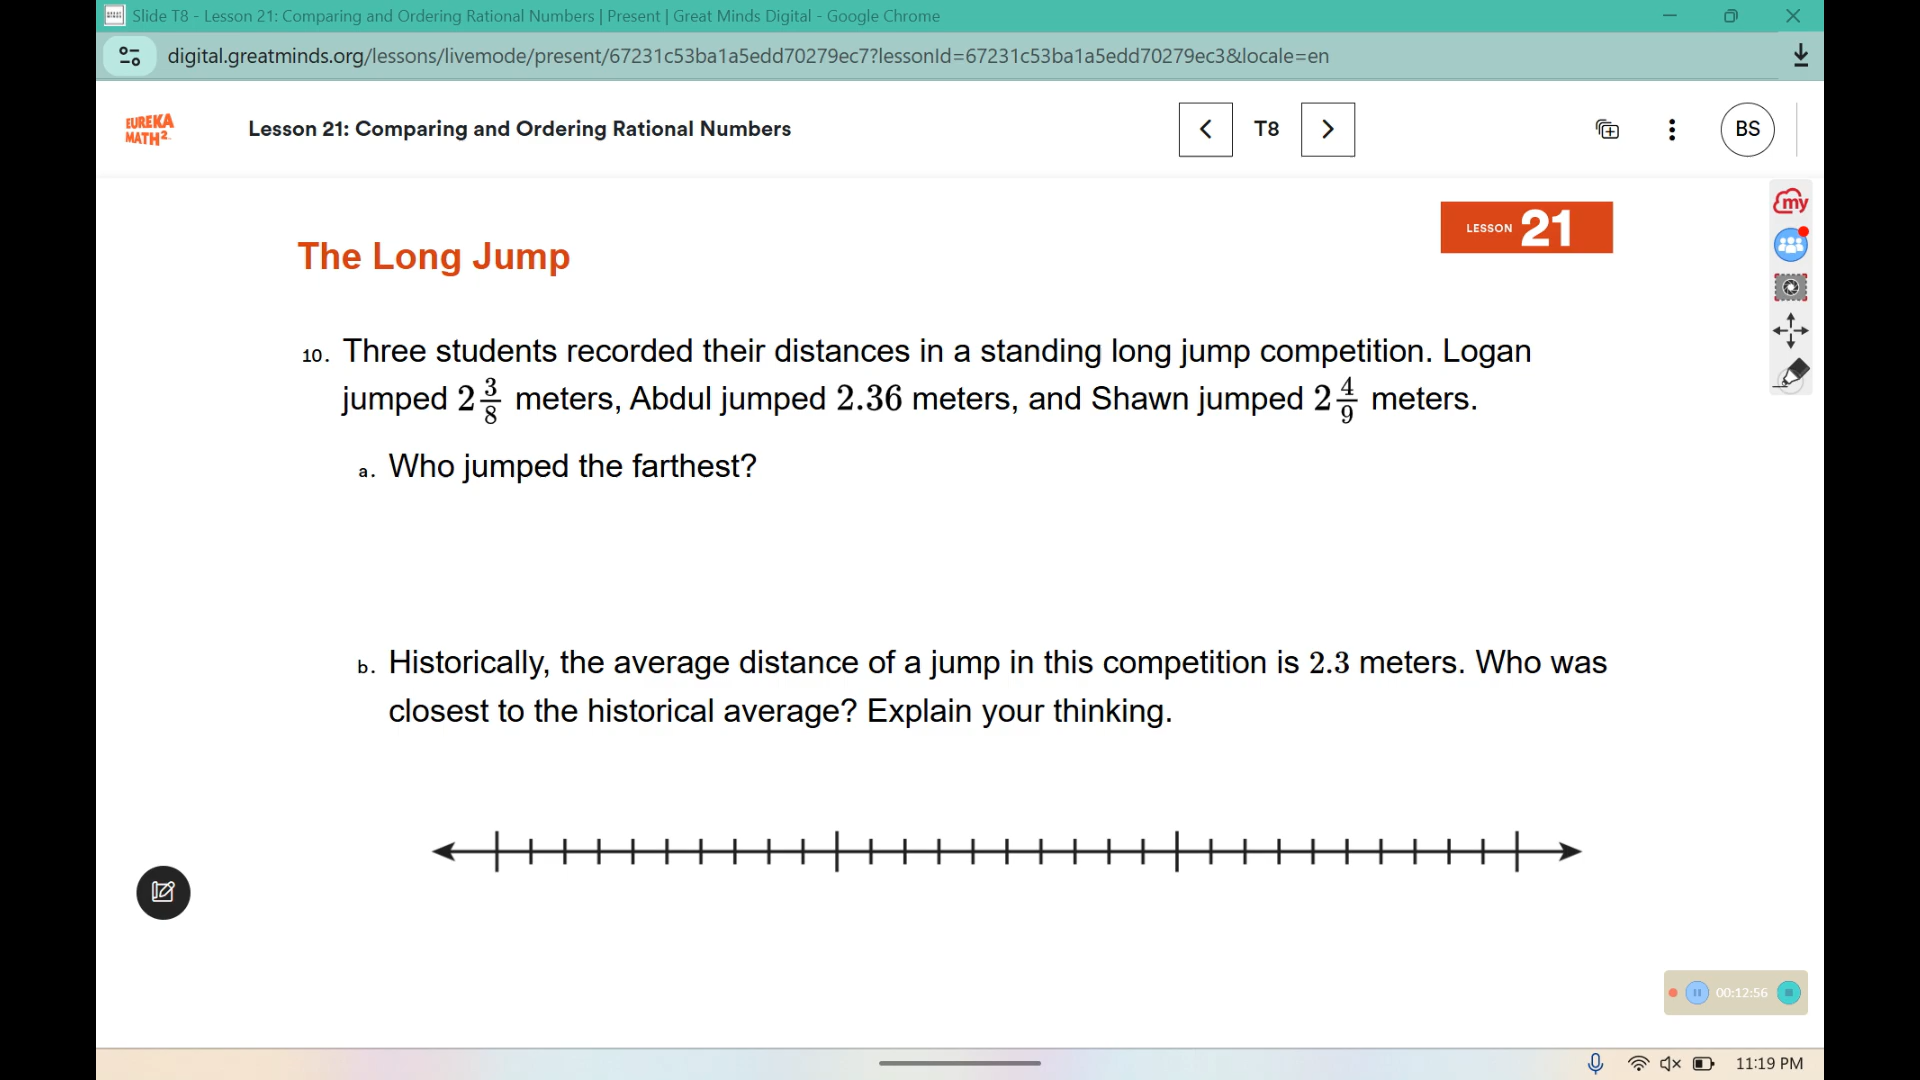 Slide T8 - Lesson 21: Comparing and Ordering Rational Numbers | Present | Great Minds Digital - Google Chrome
digital.greatminds.org/lessons/livemode/present/67231c53ba1a5edd70279ec7?lessonId=67231c53ba1a5edd70279ec3&locale=en
EUREKA
MATH²
Lesson 21: Comparing and Ordering Rational Numbers
T8
BS
my
LESSON 21
The Long Jump
10. Three students recorded their distances in a standing long jump competition. Logan
jumped 2 3/8 meters, Abdul jumped 2.36 meters, and Shawn jumped 2 4/9 meters.
a. Who jumped the farthest?
b. Historically, the average distance of a jump in this competition is 2.3 meters. Who was
closest to the historical average? Explain your thinking.
00:12:56
11:19 PM